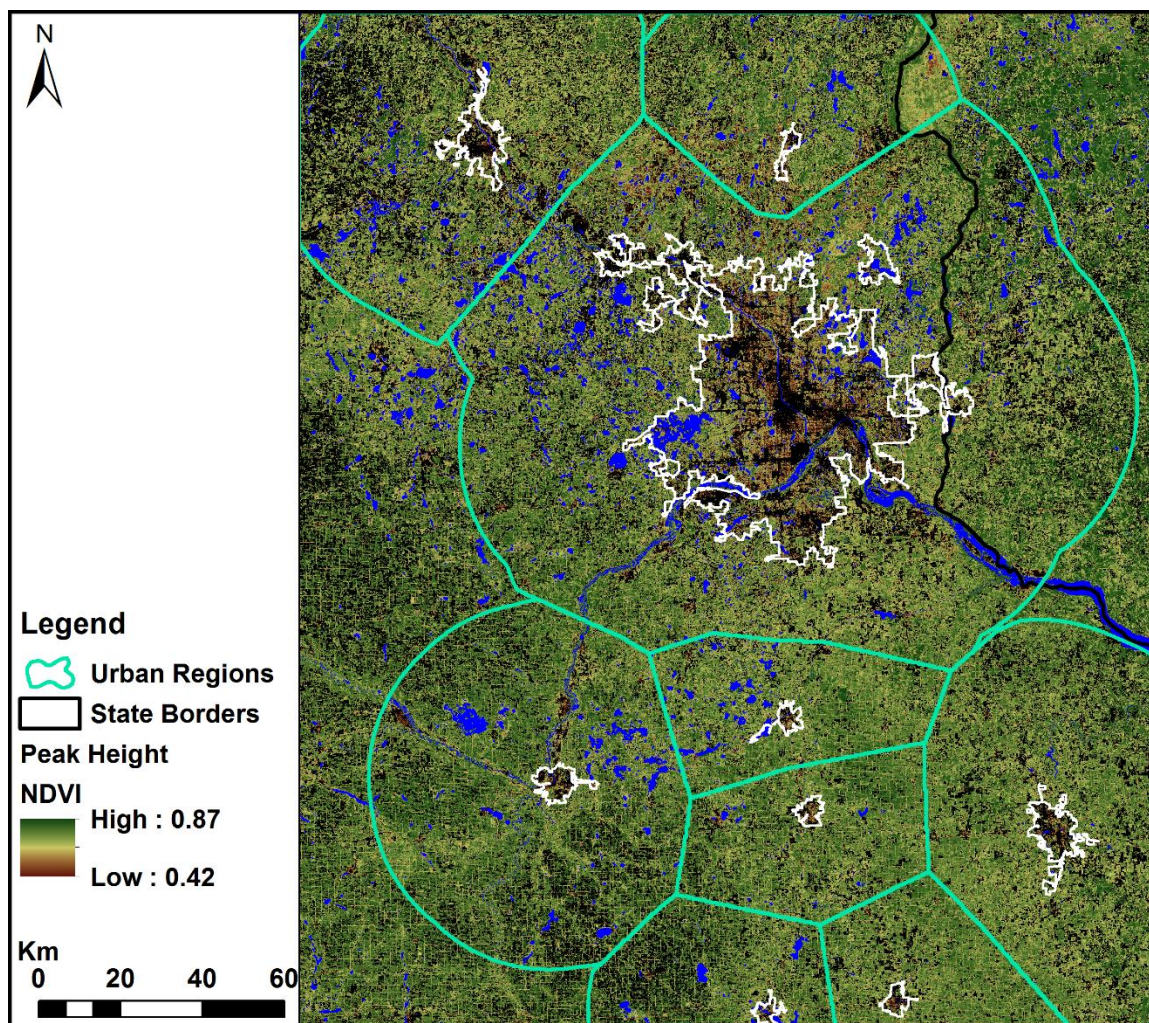 N
Legend
Urban Regions
State Borders
Peak Height
NDVI
High : 0.87
Low : 0.42
Km
0 20 40 60